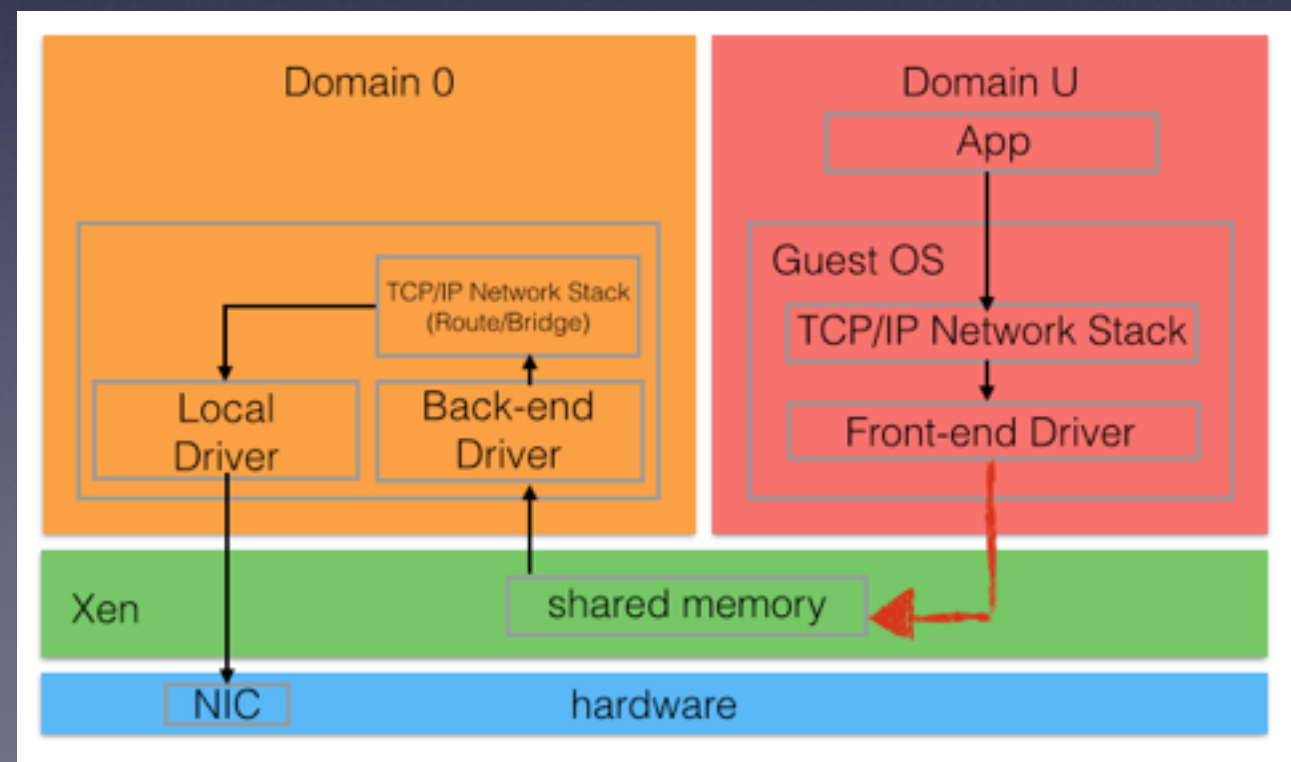 Domain 0
TCP/IP Network Stack
(Route/Bridge)
Local
Driver
Back-end
Driver
Domain U
App
Guest OS
TCP/IP Network Stack
Front-end Driver
Xen
shared memory
NIC
hardware